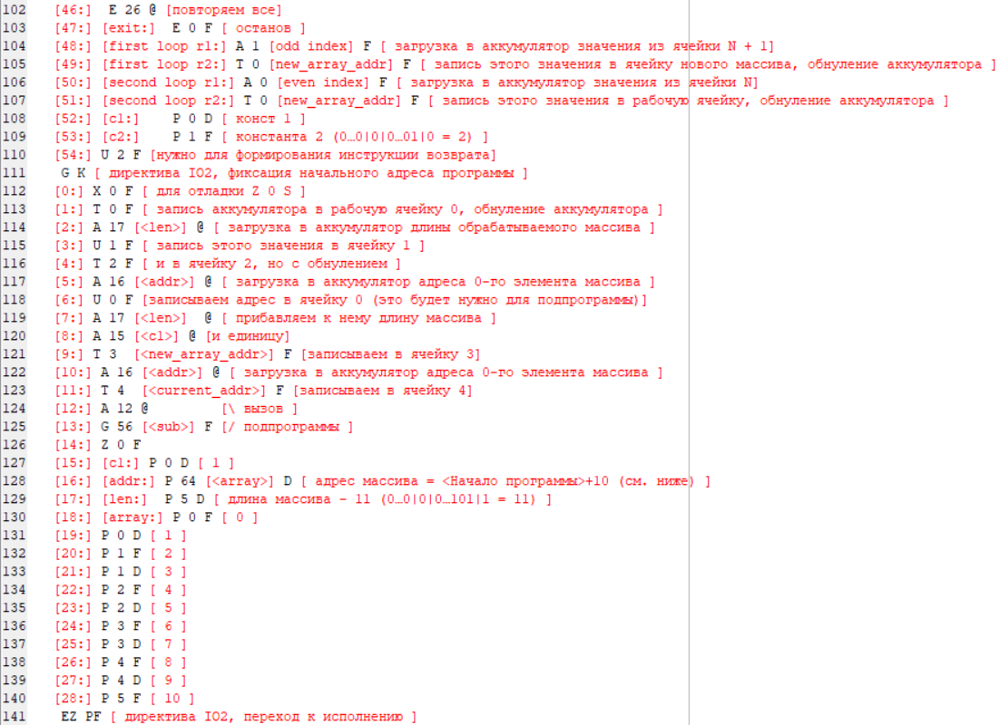 102 [46:] E 26 @ [повторяем все]
103 [47:] [exit:] E 0 F [ останов ]
104 [48:] [first loop r1:] A 1 [odd index] F [ загрузка в аккумулятор значения из ячейки N + 1]
105 [49:] [first loop r2:] T 0 [new_array_addr] F [ запись этого значения в ячейку нового массива, обнуление аккумулятора ]
106 [50:] [second loop r1:] A 0 [even index] F [ загрузка в аккумулятор значения из ячейки N]
107 [51:] [second loop r2:] T 0 [new_array_addr] F [ запись этого значения в рабочую ячейку, обнуление аккумулятора ]
108 [52:] [c1:] P 0 D [ конст 1 ]
109 [53:] [c2:] P 1 F [ константа 2 (0…0|0|0…01|0 = 2) ]
110 [54:] U 2 F [нужно для формирования инструкции возврата]
111 G K [ директива IO2, фиксация начального адреса программы ]
112 [0:] X 0 F [ для отладки Z 0 S ]
113 [1:] T 0 F [ запись аккумулятора в рабочую ячейку 0, обнуление аккумулятора ]
114 [2:] A 17 [<len>] @ [ загрузка в аккумулятор длины обрабатываемого массива ]
115 [3:] U 1 F [ запись этого значения в ячейку 1 ]
116 [4:] T 2 F [ и в ячейку 2, но с обнулением ]
117 [5:] A 16 [<addr>] @ [ загрузка в аккумулятор адреса 0-го элемента массива ]
118 [6:] U 0 F [записываем адрес в ячейку 0 (это будет нужно для подпрограммы)]
119 [7:] A 17 [<len>] @ [ прибавляем к нему длину массива ]
120 [8:] A 15 [<c1>] @ [и единицу]
121 [9:] T 3 [<new_array_addr>] F [записываем в ячейку 3]
122 [10:] A 16 [<addr>] @ [ загрузка в аккумулятор адреса 0-го элемента массива ]
123 [11:] T 4 [<current_addr>] F [записываем в ячейку 4]
124 [12:] A 12 @ [\ вызов ]
125 [13:] G 56 [<sub>] F [/ подпрограммы ]
126 [14:] Z 0 F
127 [15:] [c1:] P 0 D [ 1 ]
128 [16:] [addr:] P 64 [<array>] D [ адрес массива = <Начало программы>+10 (см. ниже) ]
129 [17:] [len:] P 5 D [ длина массива - 11 (0…0|0|0…101|1 = 11) ]
130 [18:] [array:] P 0 F [ 0 ]
131 [19:] P 0 D [ 1 ]
132 [20:] P 1 F [ 2 ]
133 [21:] P 1 D [ 3 ]
134 [22:] P 2 F [ 4 ]
135 [23:] P 2 D [ 5 ]
136 [24:] P 3 F [ 6 ]
137 [25:] P 3 D [ 7 ]
138 [26:] P 4 F [ 8 ]
139 [27:] P 4 D [ 9 ]
140 [28:] P 5 F [ 10 ]
141 EZ PF [ директива IO2, переход к исполнению ]